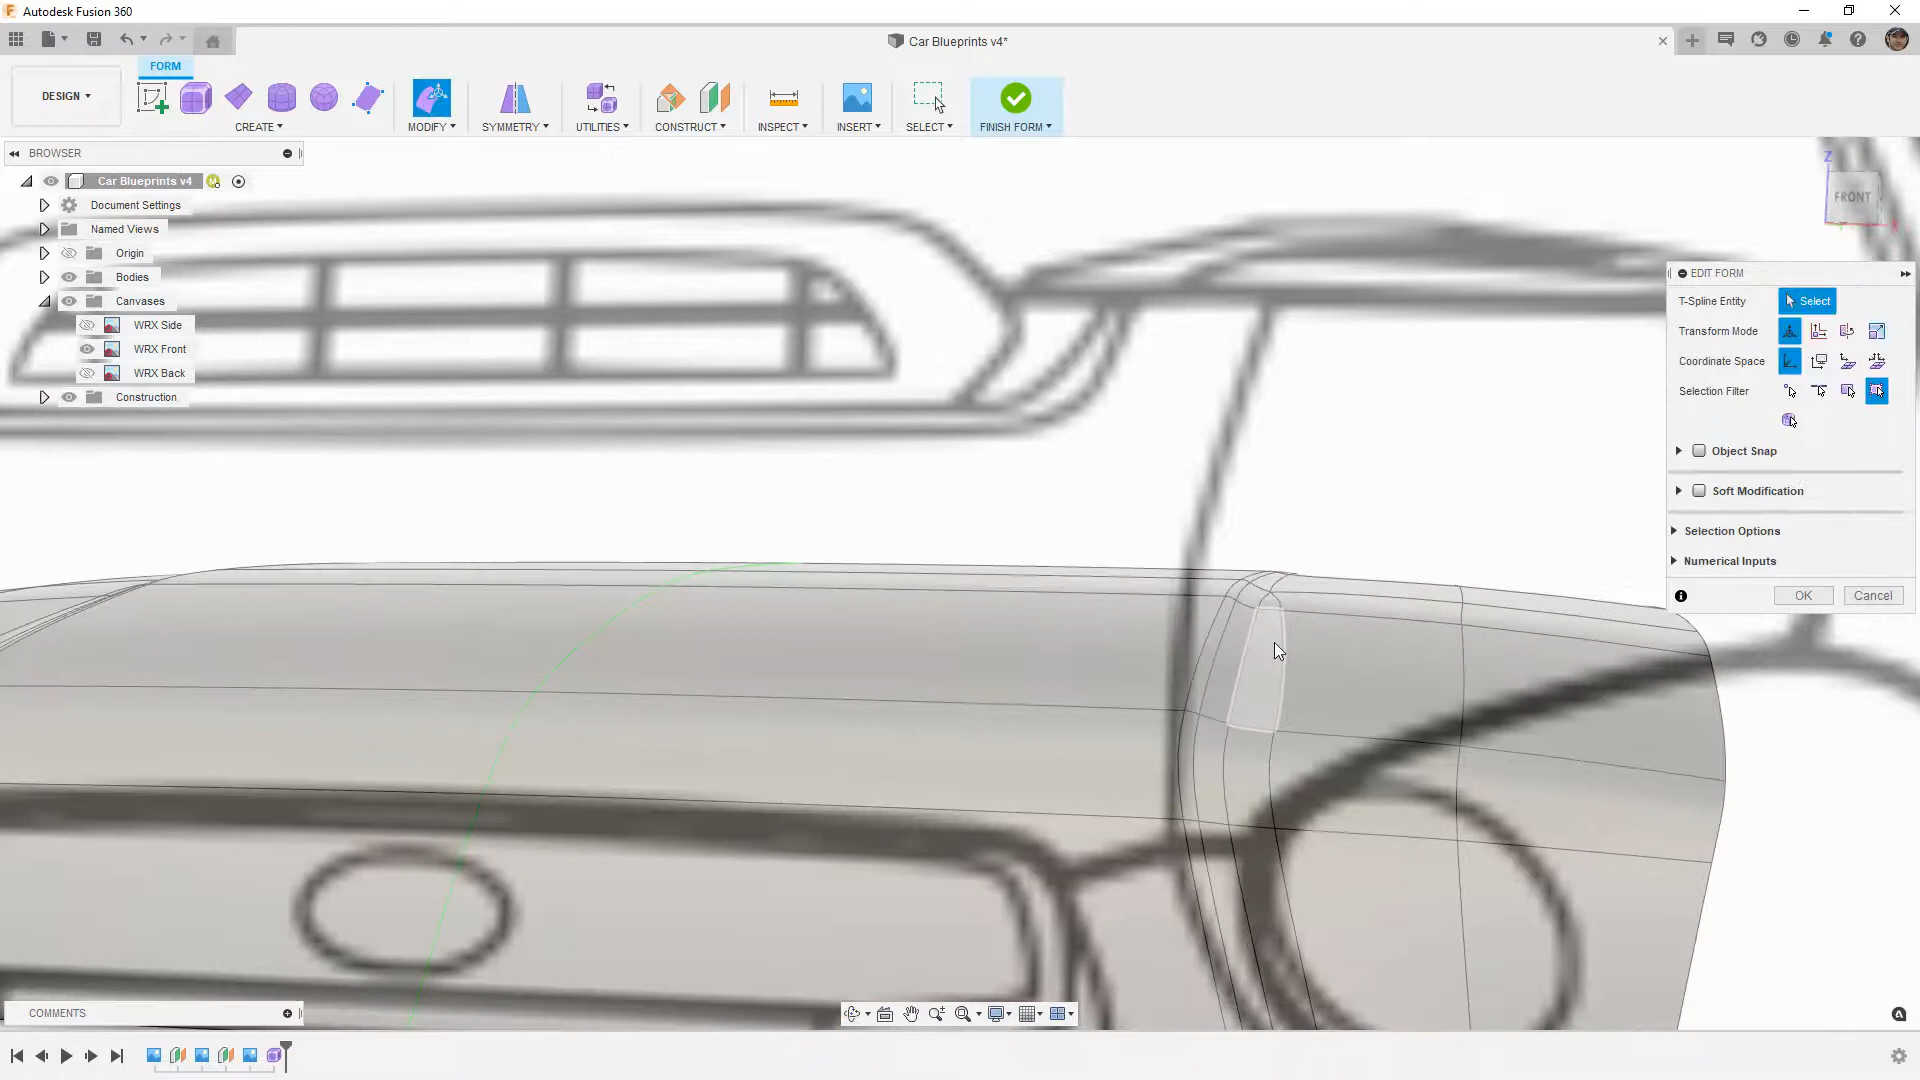 Autodesk Fusion 360
Car Blueprints v4*
FORM
DESIGN
CREATE
MODIFY
SYMMETRY
UTILITIES
CONSTRUCT
INSPECT
INSERT
SELECT
FINISH FORM
BROWSER
Car Blueprints v4
Document Settings
Named Views
Origin
Bodies
Canvases
WRX Side
WRX Front
WRX Back
Construction
Z
FRONT
EDIT FORM
T-Spline Entity
Select
Transform Mode
Coordinate Space
Selection Filter
Object Snap
Soft Modification
Selection Options
Numerical Inputs
OK
Cancel
COMMENTS